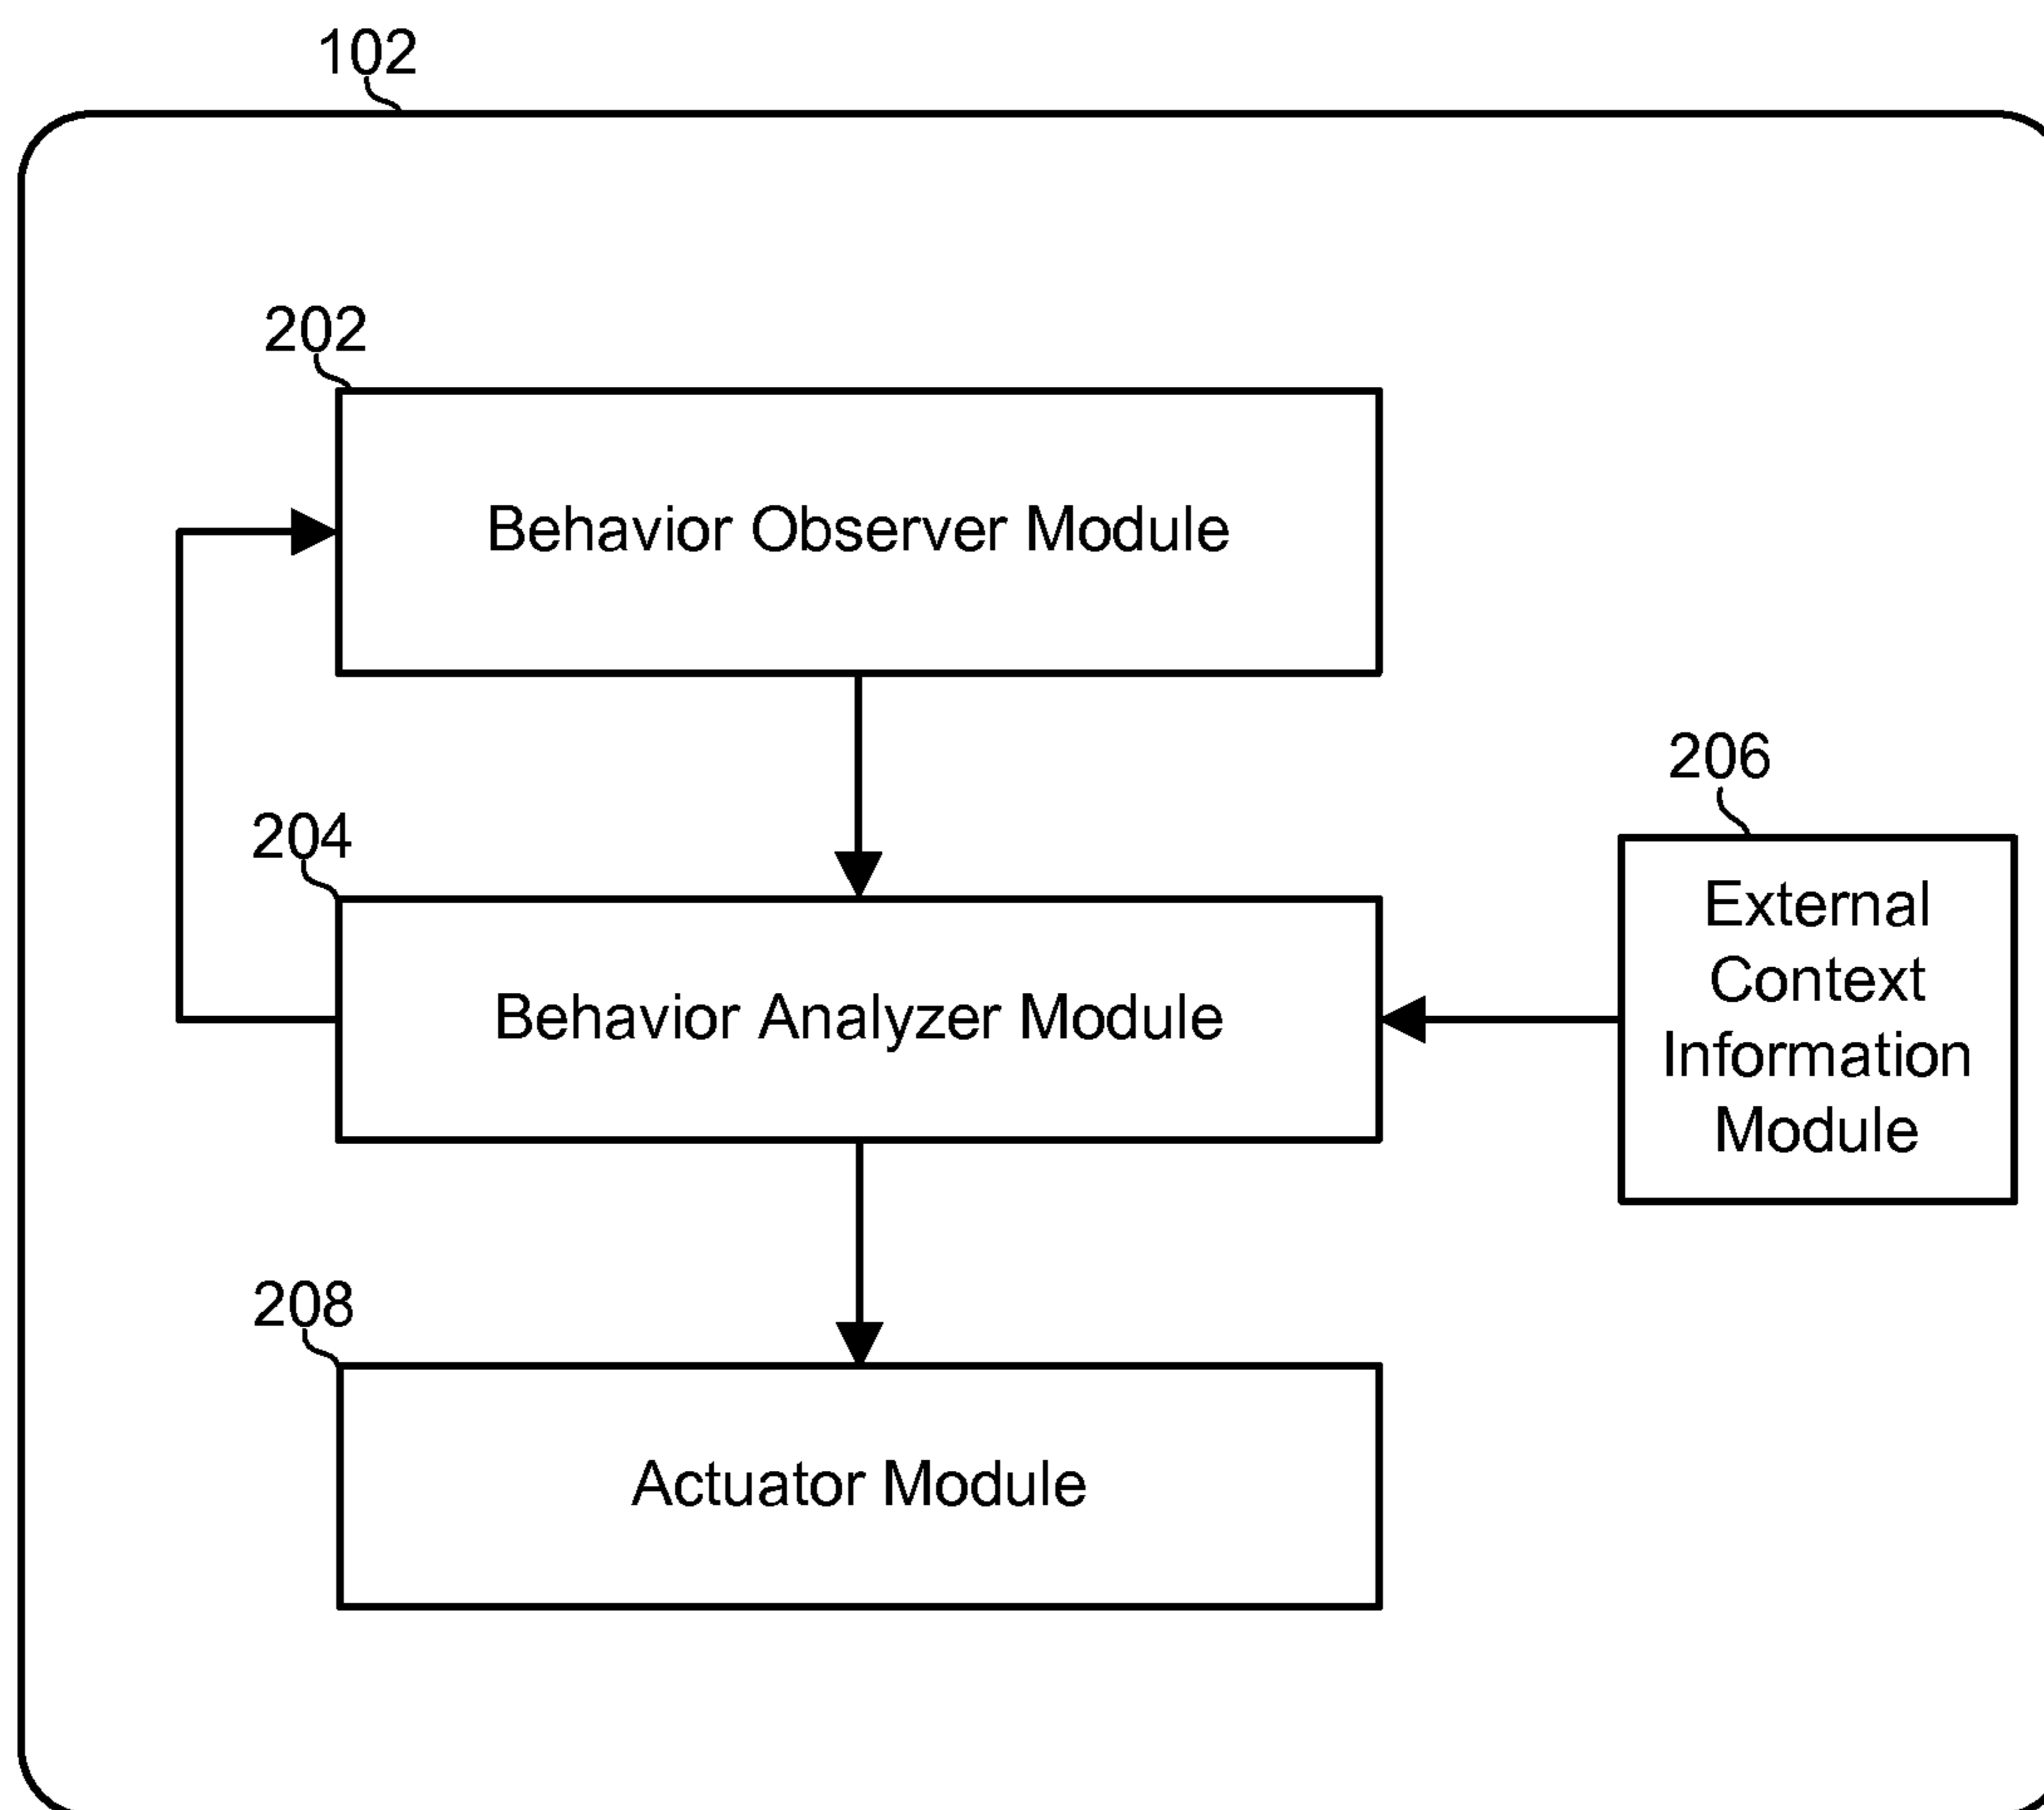 102
202
Behavior Observer Module
206
204
External
Context
Information
Module
Behavior Analyzer Module
208
Actuator Module